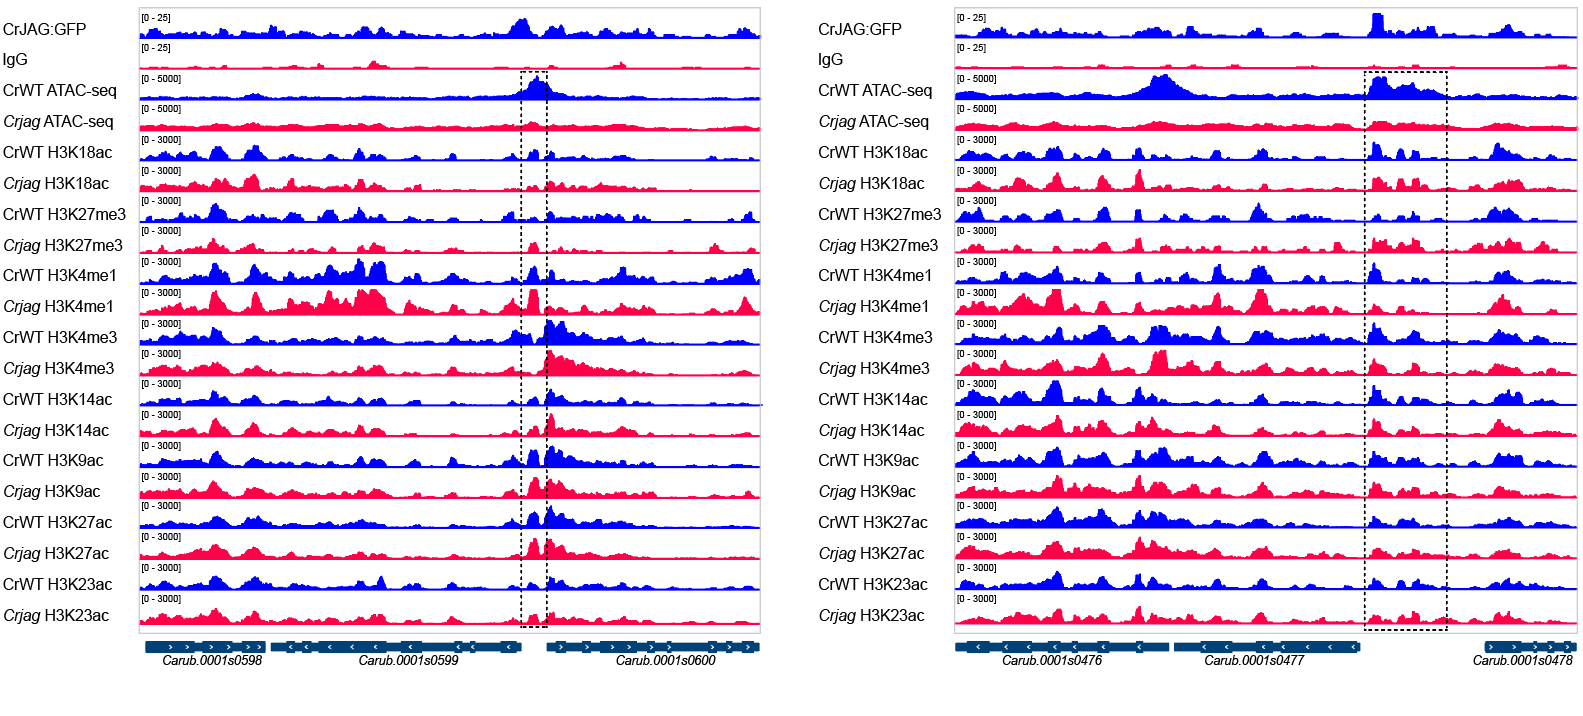 CrJAG:GFP [0 - 25]
IgG [0 - 25]
CrWT ATAC-seq [0 - 5000]
Crjag ATAC-seq [0 - 5000]
CrWT H3K18ac [0 - 3000]
Crjag H3K18ac [0 - 3000]
CrWT H3K27me3 [0 - 3000]
Crjag H3K27me3 [0 - 3000]
CrWT H3K4me1 [0 - 3000]
Crjag H3K4me1 [0 - 3000]
CrWT H3K4me3 [0 - 3000]
Crjag H3K4me3 [0 - 3000]
CrWT H3K14ac [0 - 3000]
Crjag H3K14ac [0 - 3000]
CrWT H3K9ac [0 - 3000]
Crjag H3K9ac [0 - 3000]
CrWT H3K27ac [0 - 3000]
Crjag H3K27ac [0 - 3000]
CrWT H3K23ac [0 - 3000]
Crjag H3K23ac [0 - 3000]
Carub.0001s0598 Carub.0001s0599 Carub.0001s0600
CrJAG:GFP [0 - 25]
IgG [0 - 25]
CrWT ATAC-seq [0 - 5000]
Crjag ATAC-seq [0 - 5000]
CrWT H3K18ac [0 - 3000]
Crjag H3K18ac [0 - 3000]
CrWT H3K27me3 [0 - 3000]
Crjag H3K27me3 [0 - 3000]
CrWT H3K4me1 [0 - 3000]
Crjag H3K4me1 [0 - 3000]
CrWT H3K4me3 [0 - 3000]
Crjag H3K4me3 [0 - 3000]
CrWT H3K14ac [0 - 3000]
Crjag H3K14ac [0 - 3000]
CrWT H3K9ac [0 - 3000]
Crjag H3K9ac [0 - 3000]
CrWT H3K27ac [0 - 3000]
Crjag H3K27ac [0 - 3000]
CrWT H3K23ac [0 - 3000]
Crjag H3K23ac [0 - 3000]
Carub.0001s0476 Carub.0001s0477 Carub.0001s0478